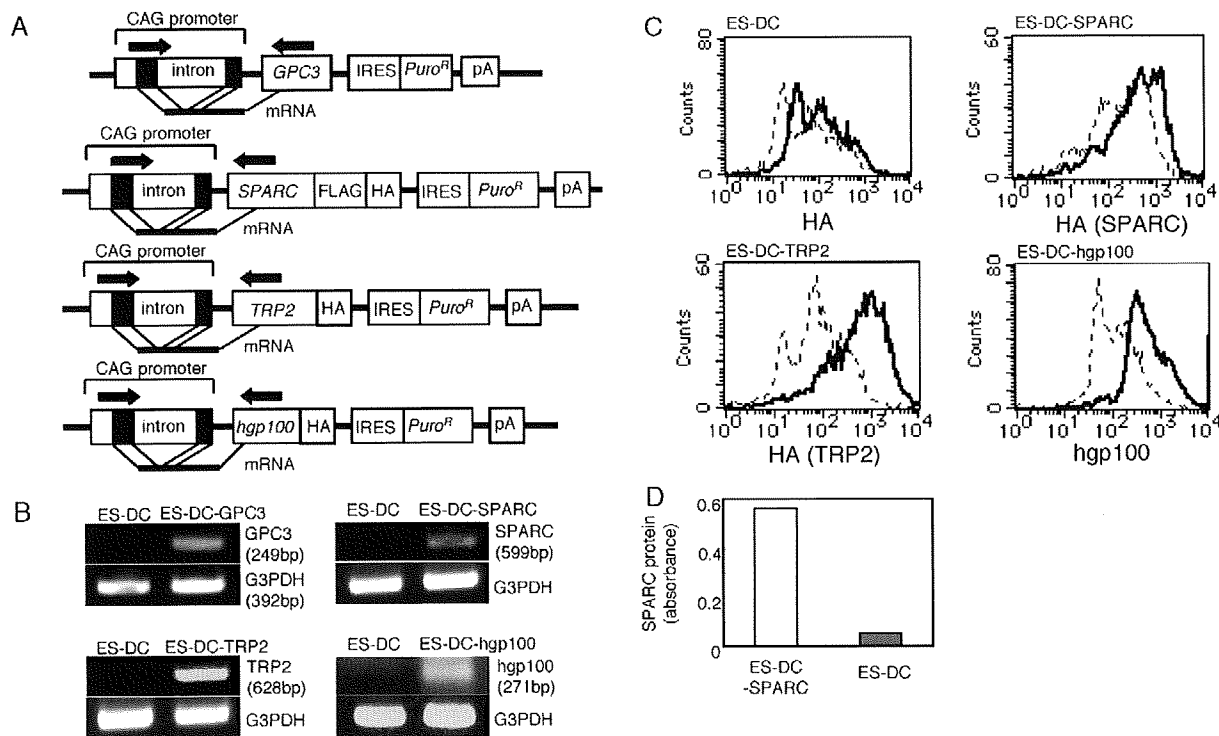 A
CAG promoter
intron
GPC3
IRES
Puro^R
pA
mRNA
CAG promoter
intron
SPARC
FLAG
HA
IRES
Puro^R
pA
mRNA
CAG promoter
intron
TRP2
HA
IRES
Puro^R
pA
mRNA
CAG promoter
intron
hgp100
HA
IRES
Puro^R
pA
mRNA
B
ES-DC ES-DC-GPC3
GPC3
(249bp)
G3PDH
(392bp)
ES-DC ES-DC-SPARC
SPARC
(599bp)
G3PDH
ES-DC ES-DC-TRP2
TRP2
(628bp)
G3PDH
ES-DC ES-DC-hgp100
hgp100
(271bp)
G3PDH
C
ES-DC
80
Counts
0
10^0 10^1 10^2 10^3 10^4
HA
ES-DC-SPARC
60
Counts
0
10^0 10^1 10^2 10^3 10^4
HA (SPARC)
ES-DC-TRP2
60
Counts
0
10^0 10^1 10^2 10^3 10^4
HA (TRP2)
ES-DC-hgp100
80
Counts
0
10^0 10^1 10^2 10^3 10^4
hgp100
D
SPARC protein
(absorbance)
0.6
0.4
0.2
0
ES-DC
-SPARC
ES-DC